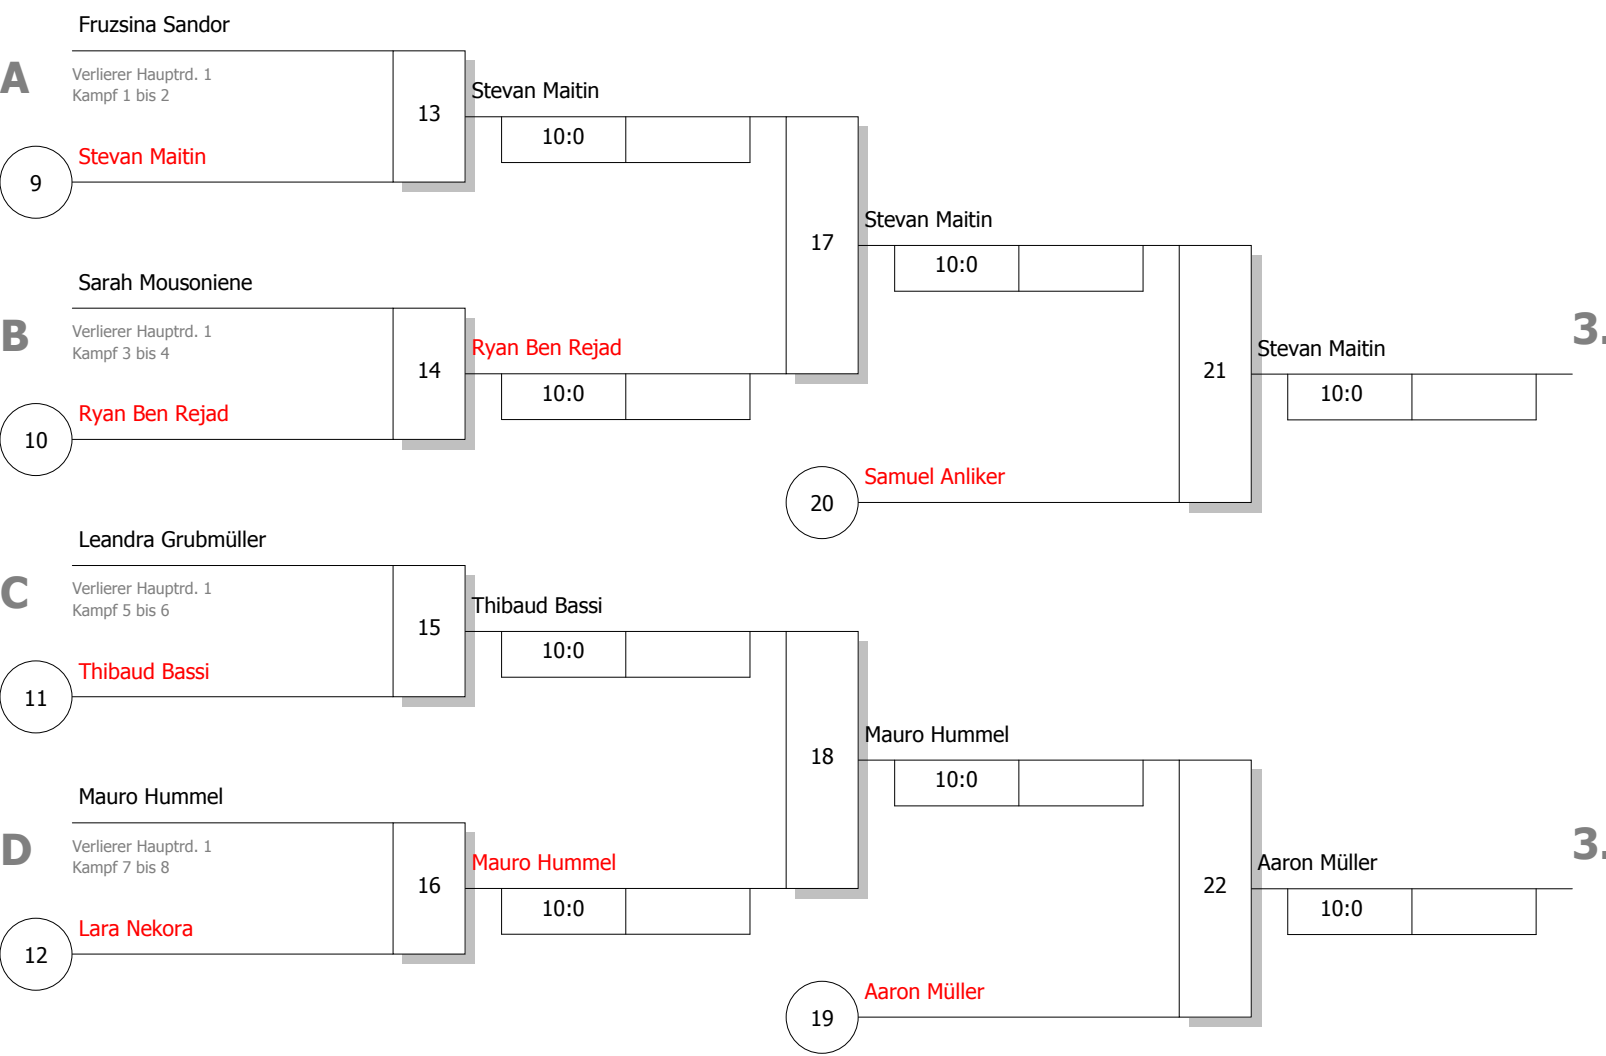 Fruzsina Sandor
A
Verlierer Hauptrd. 1
Kampf 1 bis 2
13
Stevan Maitin
10:0
Stevan Maitin
9
17
Stevan Maitin
10:0
Sarah Mousoniene
B
Verlierer Hauptrd. 1
Kampf 3 bis 4
14
Ryan Ben Rejad
10:0
Ryan Ben Rejad
10
21
Stevan Maitin
10:0
3.
20
Samuel Anliker
Leandra Grubmüller
C
Verlierer Hauptrd. 1
Kampf 5 bis 6
15
Thibaud Bassi
10:0
Thibaud Bassi
11
18
Mauro Hummel
10:0
Mauro Hummel
D
Verlierer Hauptrd. 1
Kampf 7 bis 8
16
Mauro Hummel
10:0
Lara Nekora
12
22
Aaron Müller
10:0
3.
19
Aaron Müller